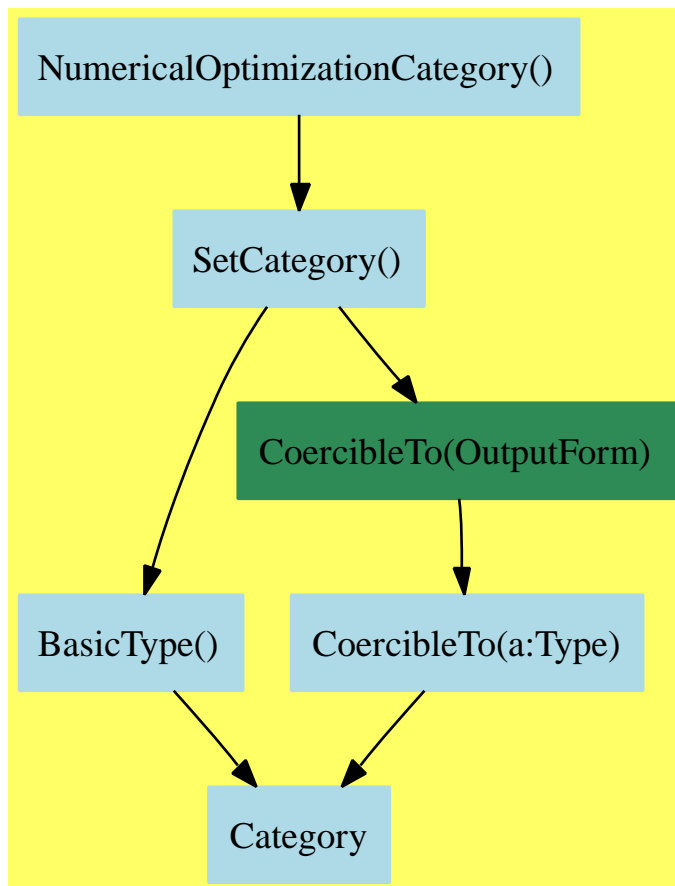 NumericalOptimizationCategory()
SetCategory()
CoercibleTo(OutputForm)
BasicType()
CoercibleTo(a:Type)
Category